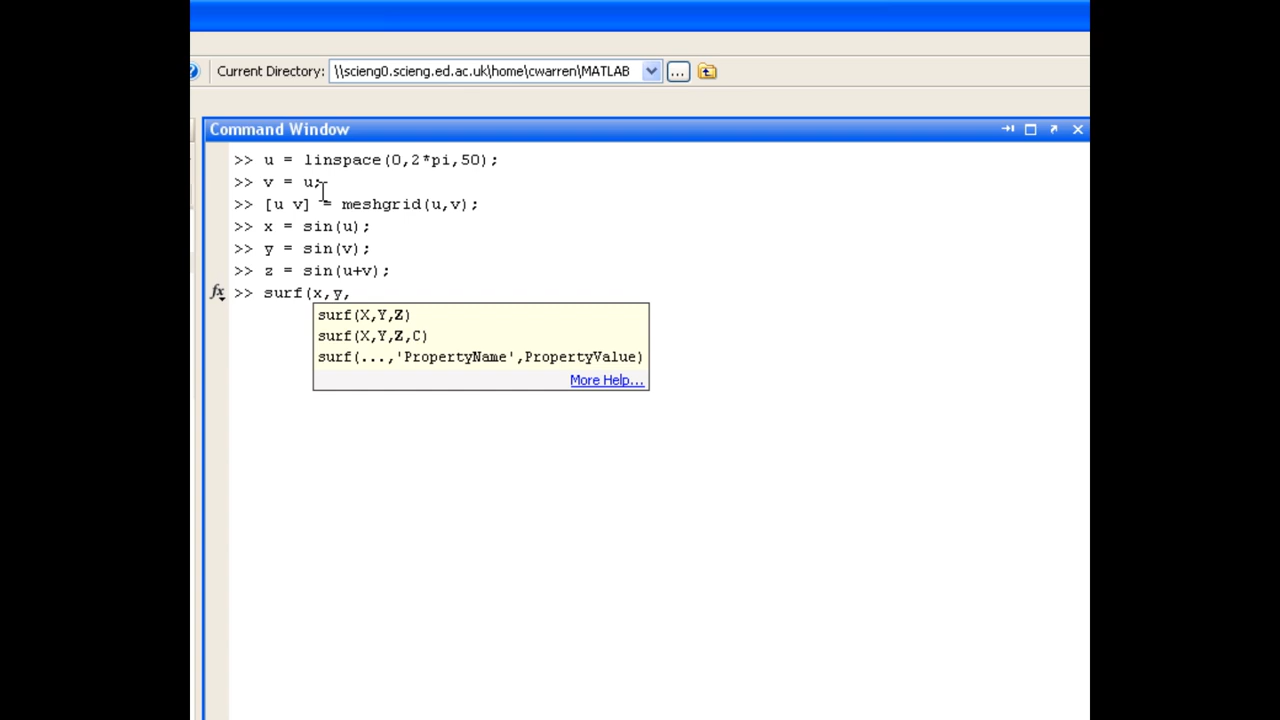 Current Directory: \\scieng0.scieng.ed.ac.uk\home\cwarren\MATLAB ...
Command Window
>> u = linspace(0,2*pi,50);
>> v = u;
>> [u v] = meshgrid(u,v);
>> x = sin(u);
>> y = sin(v);
>> z = sin(u+v);
fx >> surf(x,y,
surf(X,Y,Z)
surf(X,Y,Z,C)
surf(...,'PropertyName',PropertyValue)
More Help...